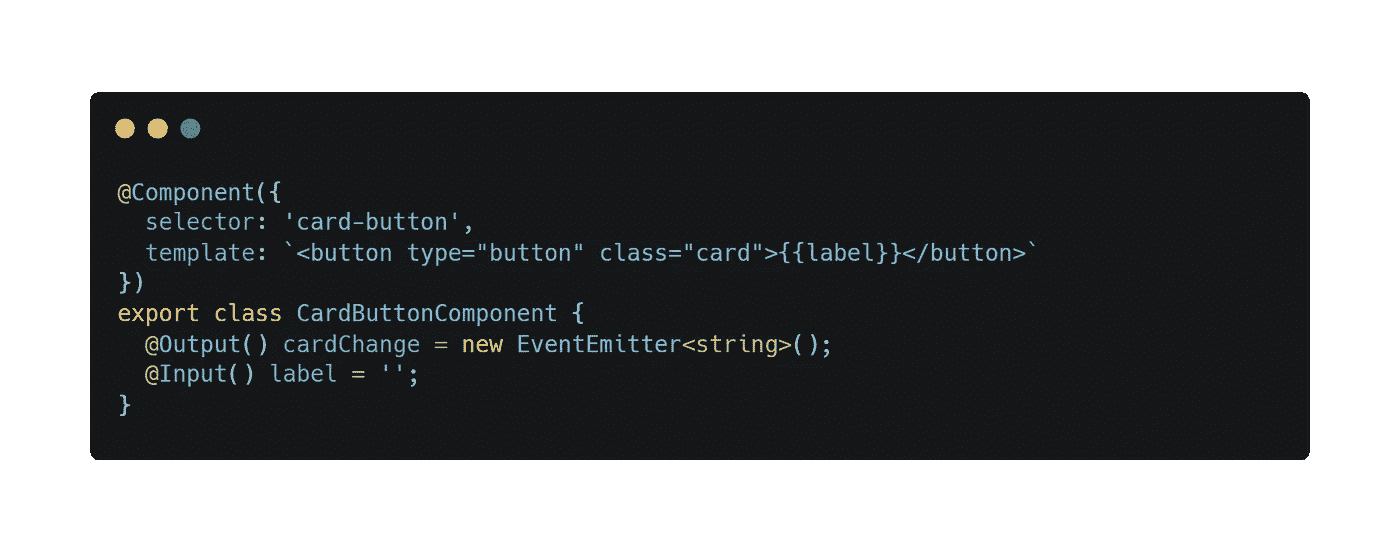 @Component({
  selector: 'card-button',
  template: `<button type="button" class="card">{{label}}</button>`
})
export class CardButtonComponent {
  @Output() cardChange = new EventEmitter<string>();
  @Input() label = '';
}